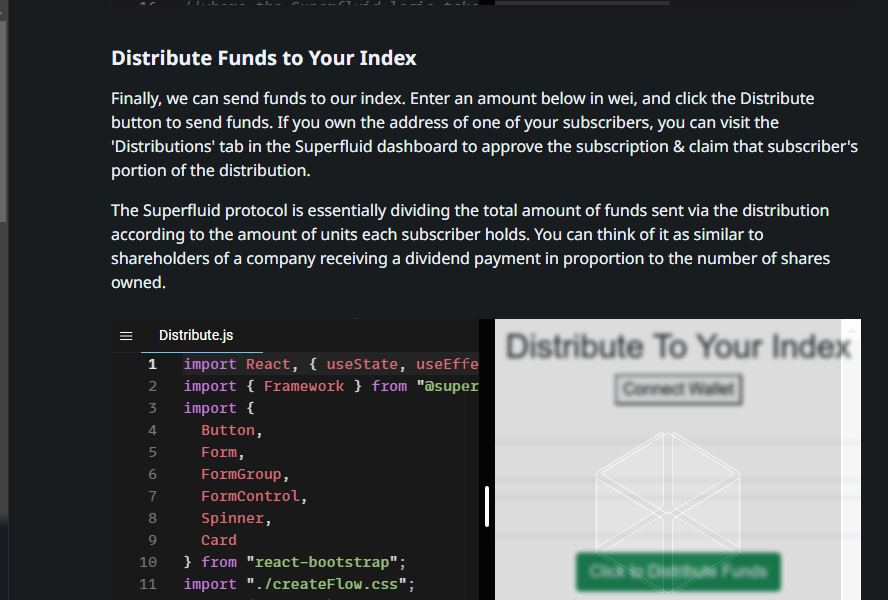 Distribute Funds to Your Index
Finally, we can send funds to our index. Enter an amount below in wei, and click the Distribute
button to send funds. If you own the address of one of your subscribers, you can visit the
'Distributions' tab in the Superfluid dashboard to approve the subscription & claim that subscriber's
portion of the distribution.
The Superfluid protocol is essentially dividing the total amount of funds sent via the distribution
according to the amount of units each subscriber holds. You can think of it as similar to
shareholders of a company receiving a dividend payment in proportion to the number of shares
owned.
Distribute.js
1 import React, { useState, useEffe
2 import { Framework } from "@super
3 import {
4 Button,
5 Form,
6 FormGroup,
7 FormControl,
8 Spinner,
9 Card
10 } from "react-bootstrap";
11 import "./createFlow.css";
Distribute To Your Index
Connect Wallet
Click to Distribute Funds